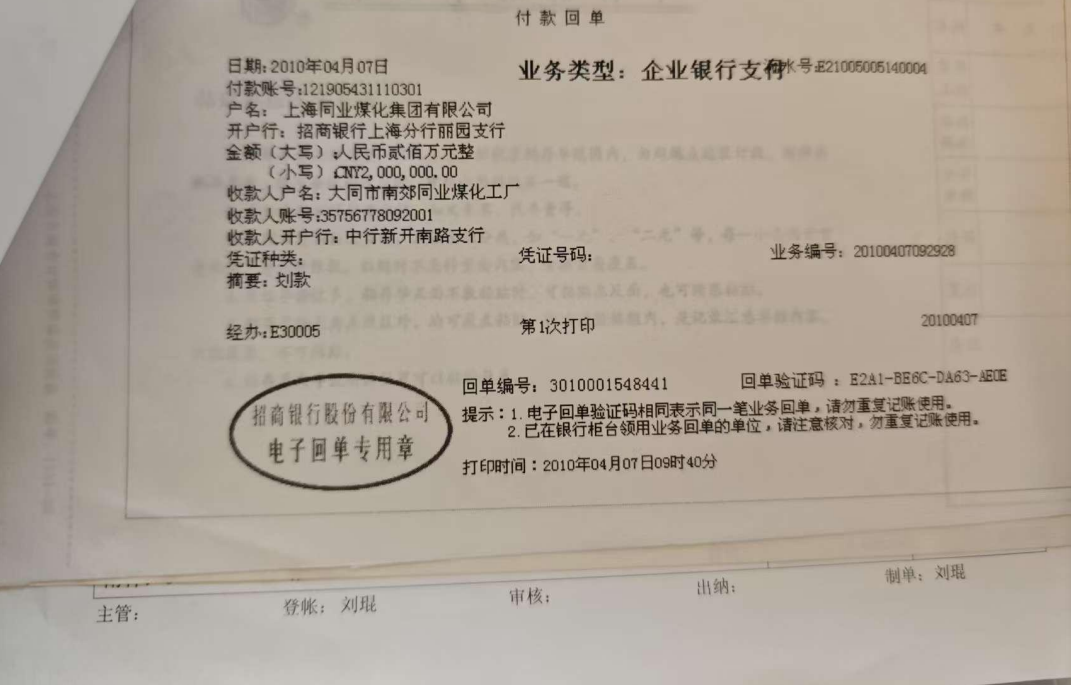 付款回单
日期:2010年04月07日
业务类型：企业银行支付 水号:E21005005140004
付款账号:121905431110301
户名： 上海同业煤化集团有限公司
开户行：招商银行上海分行丽园支行
金额（大写）:人民币贰佰万元整
（小写）:CNY2,000,000.00
收款人户名：大同市南郊同业煤化工厂
收款人账号:35756778092001
收款人开户行：中行新开南路支行
凭证种类： 凭证号码: 业务编号：20100407092928
摘要：划款
经办:E30005 第1次打印 20100407
回单编号：3010001548441 回单验证码 ：E2A1-BE6C-DA63-AE0E
提示：1.电子回单验证码相同表示同一笔业务回单，请勿重复记账使用。
2.已在银行柜台领用业务回单的单位，请注意核对，勿重复记账使用。
打印时间：2010年04月07日09时40分
招商银行股份有限公司
电子回单专用章
主管： 登帐： 刘琨 审核： 出纳： 制单：刘琨